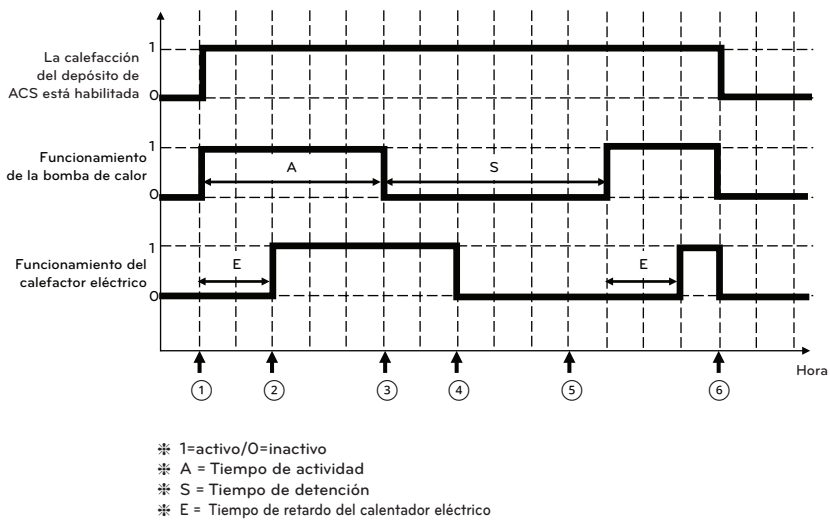 La calefacción
del depósito de
ACS está habilitada
1
0
Funcionamiento
de la bomba de calor
1
0
A
S
Funcionamiento del
calefactor eléctrico
1
0
E
E
Hora
1
2
3
4
5
6
※ 1=activo/0=inactivo
※ A = Tiempo de actividad
※ S = Tiempo de detención
※ E = Tiempo de retardo del calentador eléctrico